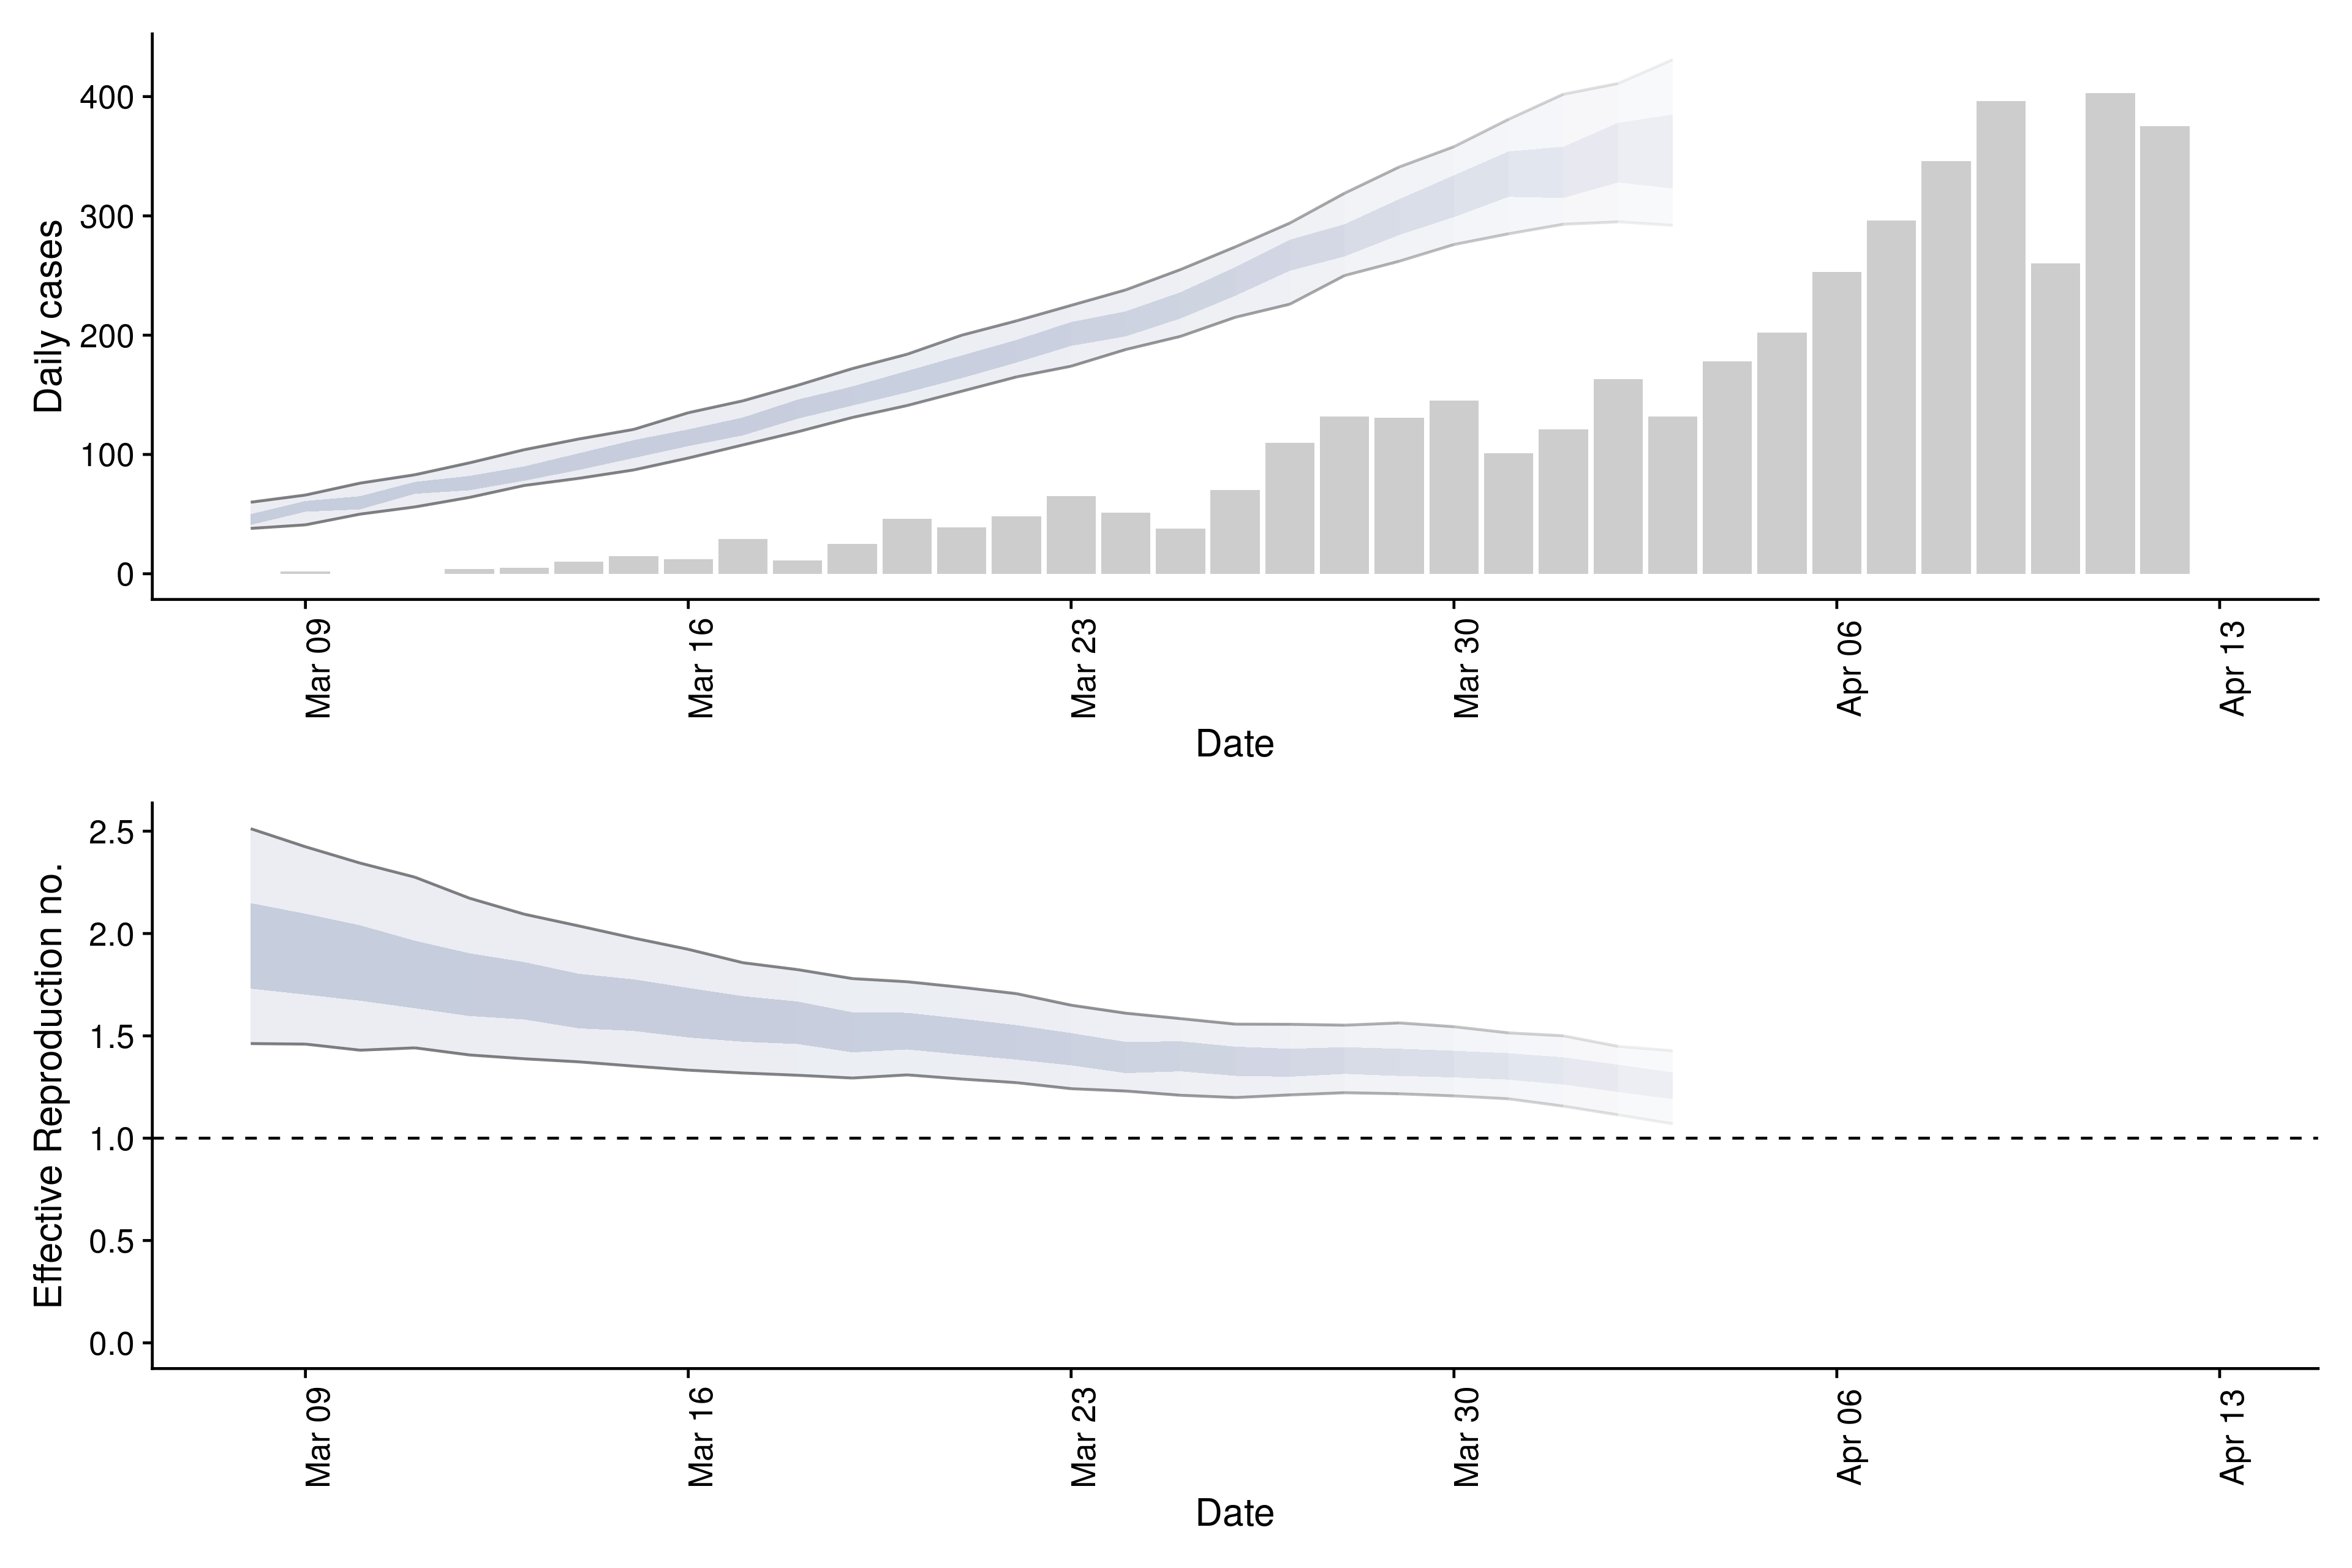 Daily cases
400
300
200
100
0
Mar 09
Mar 16
Mar 23
Mar 30
Apr 06
Apr 13
Date
Effective Reproduction no.
2.5
2.0
1.5
1.0
0.5
0.0
Mar 09
Mar 16
Mar 23
Mar 30
Apr 06
Apr 13
Date